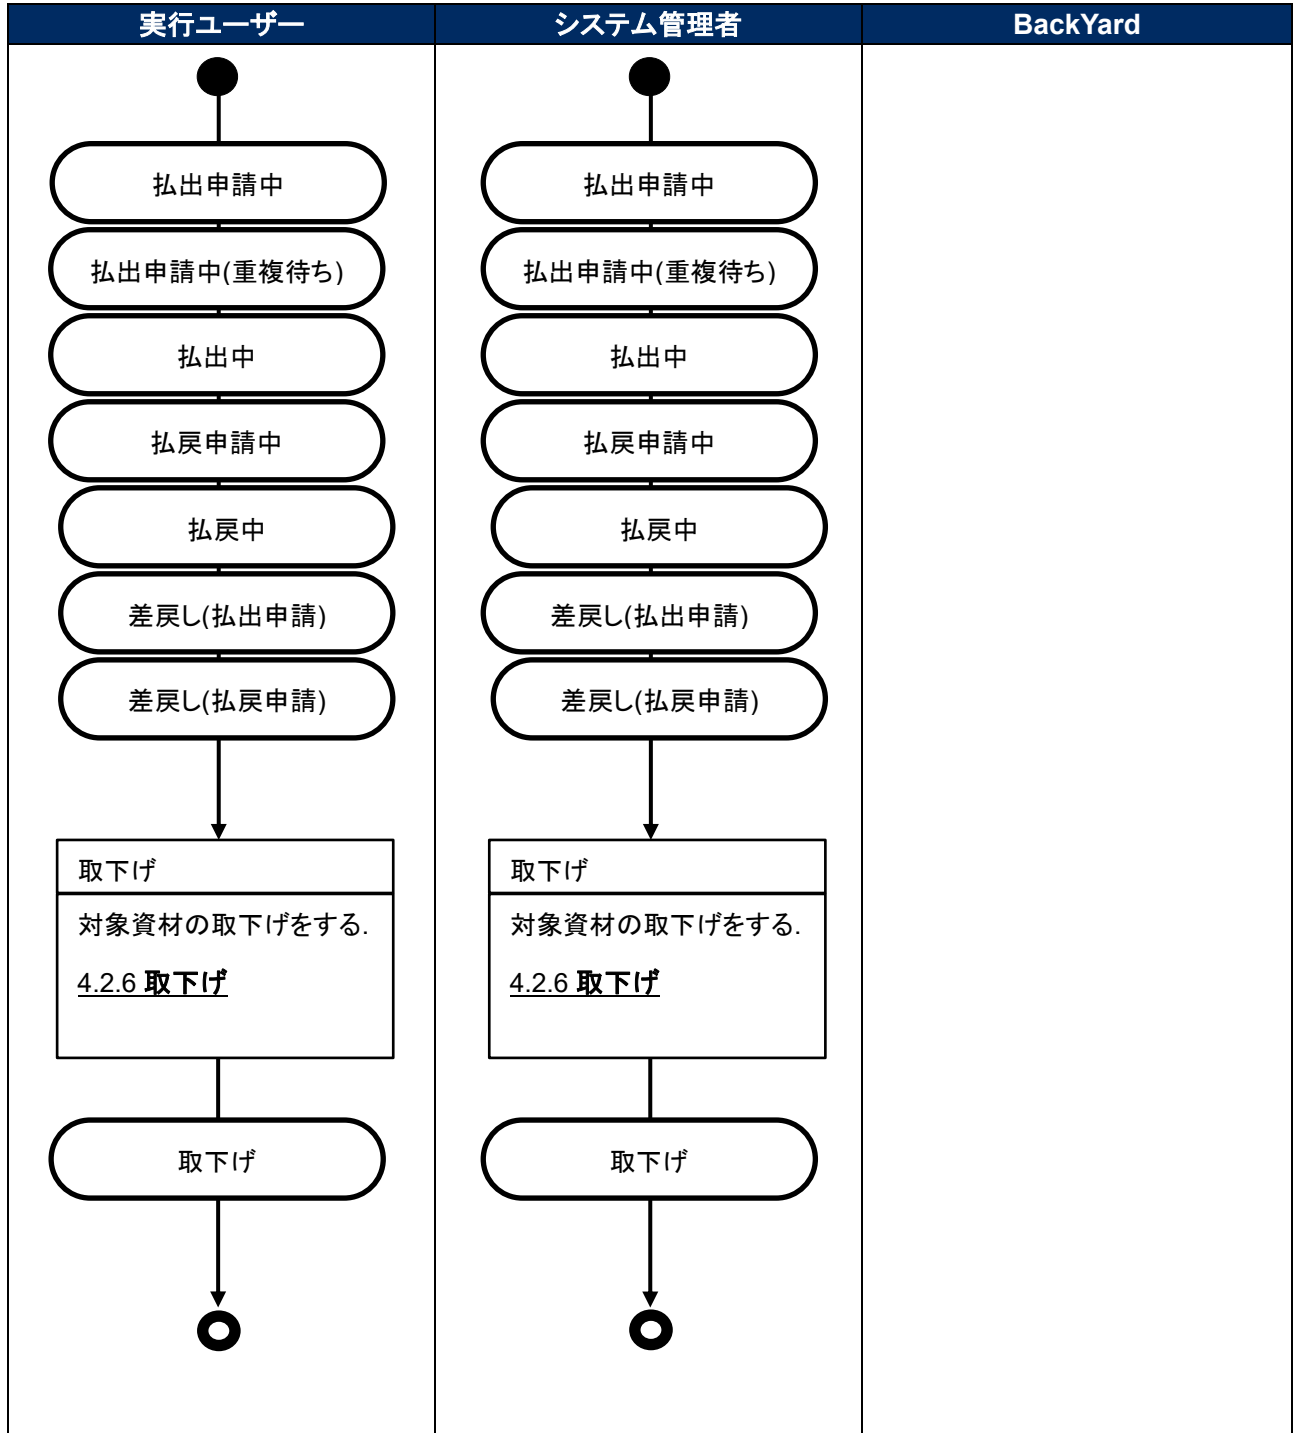 実行ユーザー
システム管理者
BackYard
払出申請中
払出申請中(重複待ち)
払出中
払戻申請中
払戻中
差戻し(払出申請)
差戻し(払戻申請)
取下げ
対象資材の取下げをする.
4.2.6 取下げ
取下げ
払出申請中
払出申請中(重複待ち)
払出中
払戻申請中
払戻中
差戻し(払出申請)
差戻し(払戻申請)
取下げ
対象資材の取下げをする.
4.2.6 取下げ
取下げ